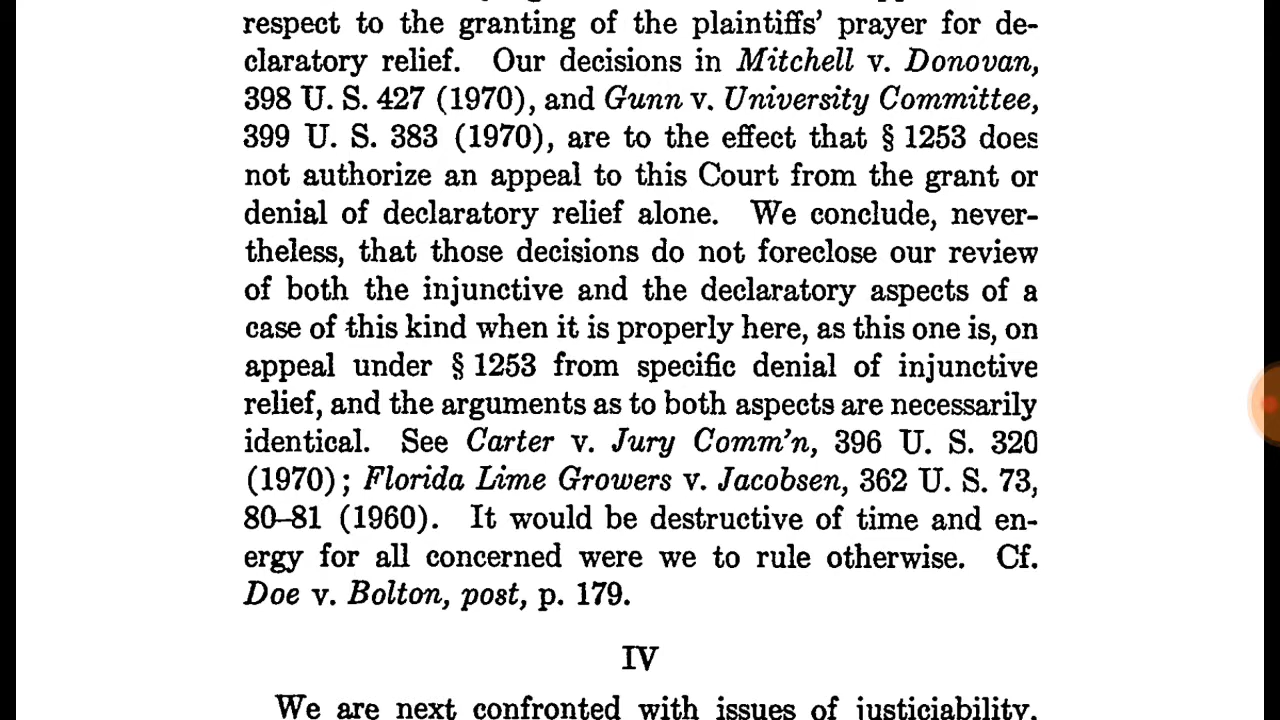 respect to the granting of the plaintiffs' prayer for de-
claratory relief. Our decisions in Mitchell v. Donovan,
398 U. S. 427 (1970), and Gunn v. University Committee,
399 U. S. 383 (1970), are to the effect that § 1253 does
not authorize an appeal to this Court from the grant or
denial of declaratory relief alone. We conclude, never-
theless, that those decisions do not foreclose our review
of both the injunctive and the declaratory aspects of a
case of this kind when it is properly here, as this one is, on
appeal under § 1253 from specific denial of injunctive
relief, and the arguments as to both aspects are necessarily
identical. See Carter v. Jury Comm'n, 396 U. S. 320
(1970); Florida Lime Growers v. Jacobsen, 362 U. S. 73,
80–81 (1960). It would be destructive of time and en-
ergy for all concerned were we to rule otherwise. Cf.
Doe v. Bolton, post, p. 179.
IV
We are next confronted with issues of justiciability,